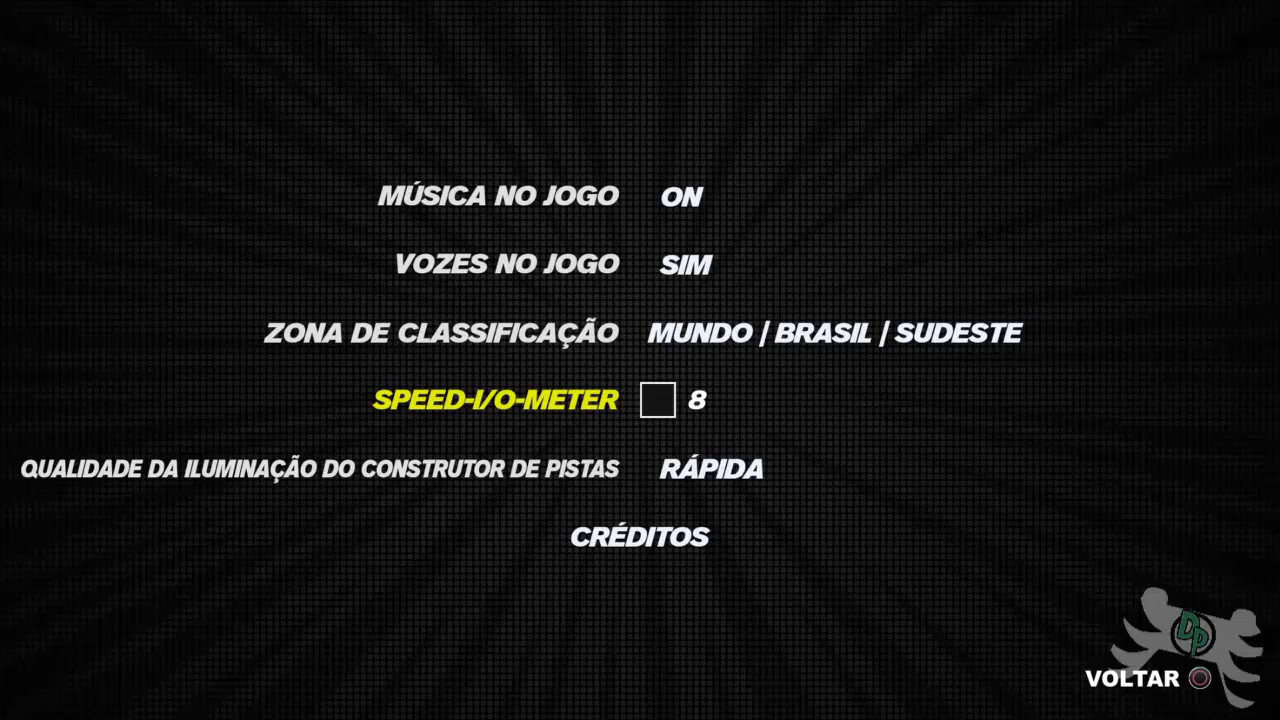 MÚSICA NO JOGO ON
VOZES NO JOGO SIM
ZONA DE CLASSIFICAÇÃO MUNDO | BRASIL | SUDESTE
SPEED-I/O-METER 8
QUALIDADE DA ILUMINAÇÃO DO CONSTRUTOR DE PISTAS RÁPIDA
CRÉDITOS
DP
VOLTAR